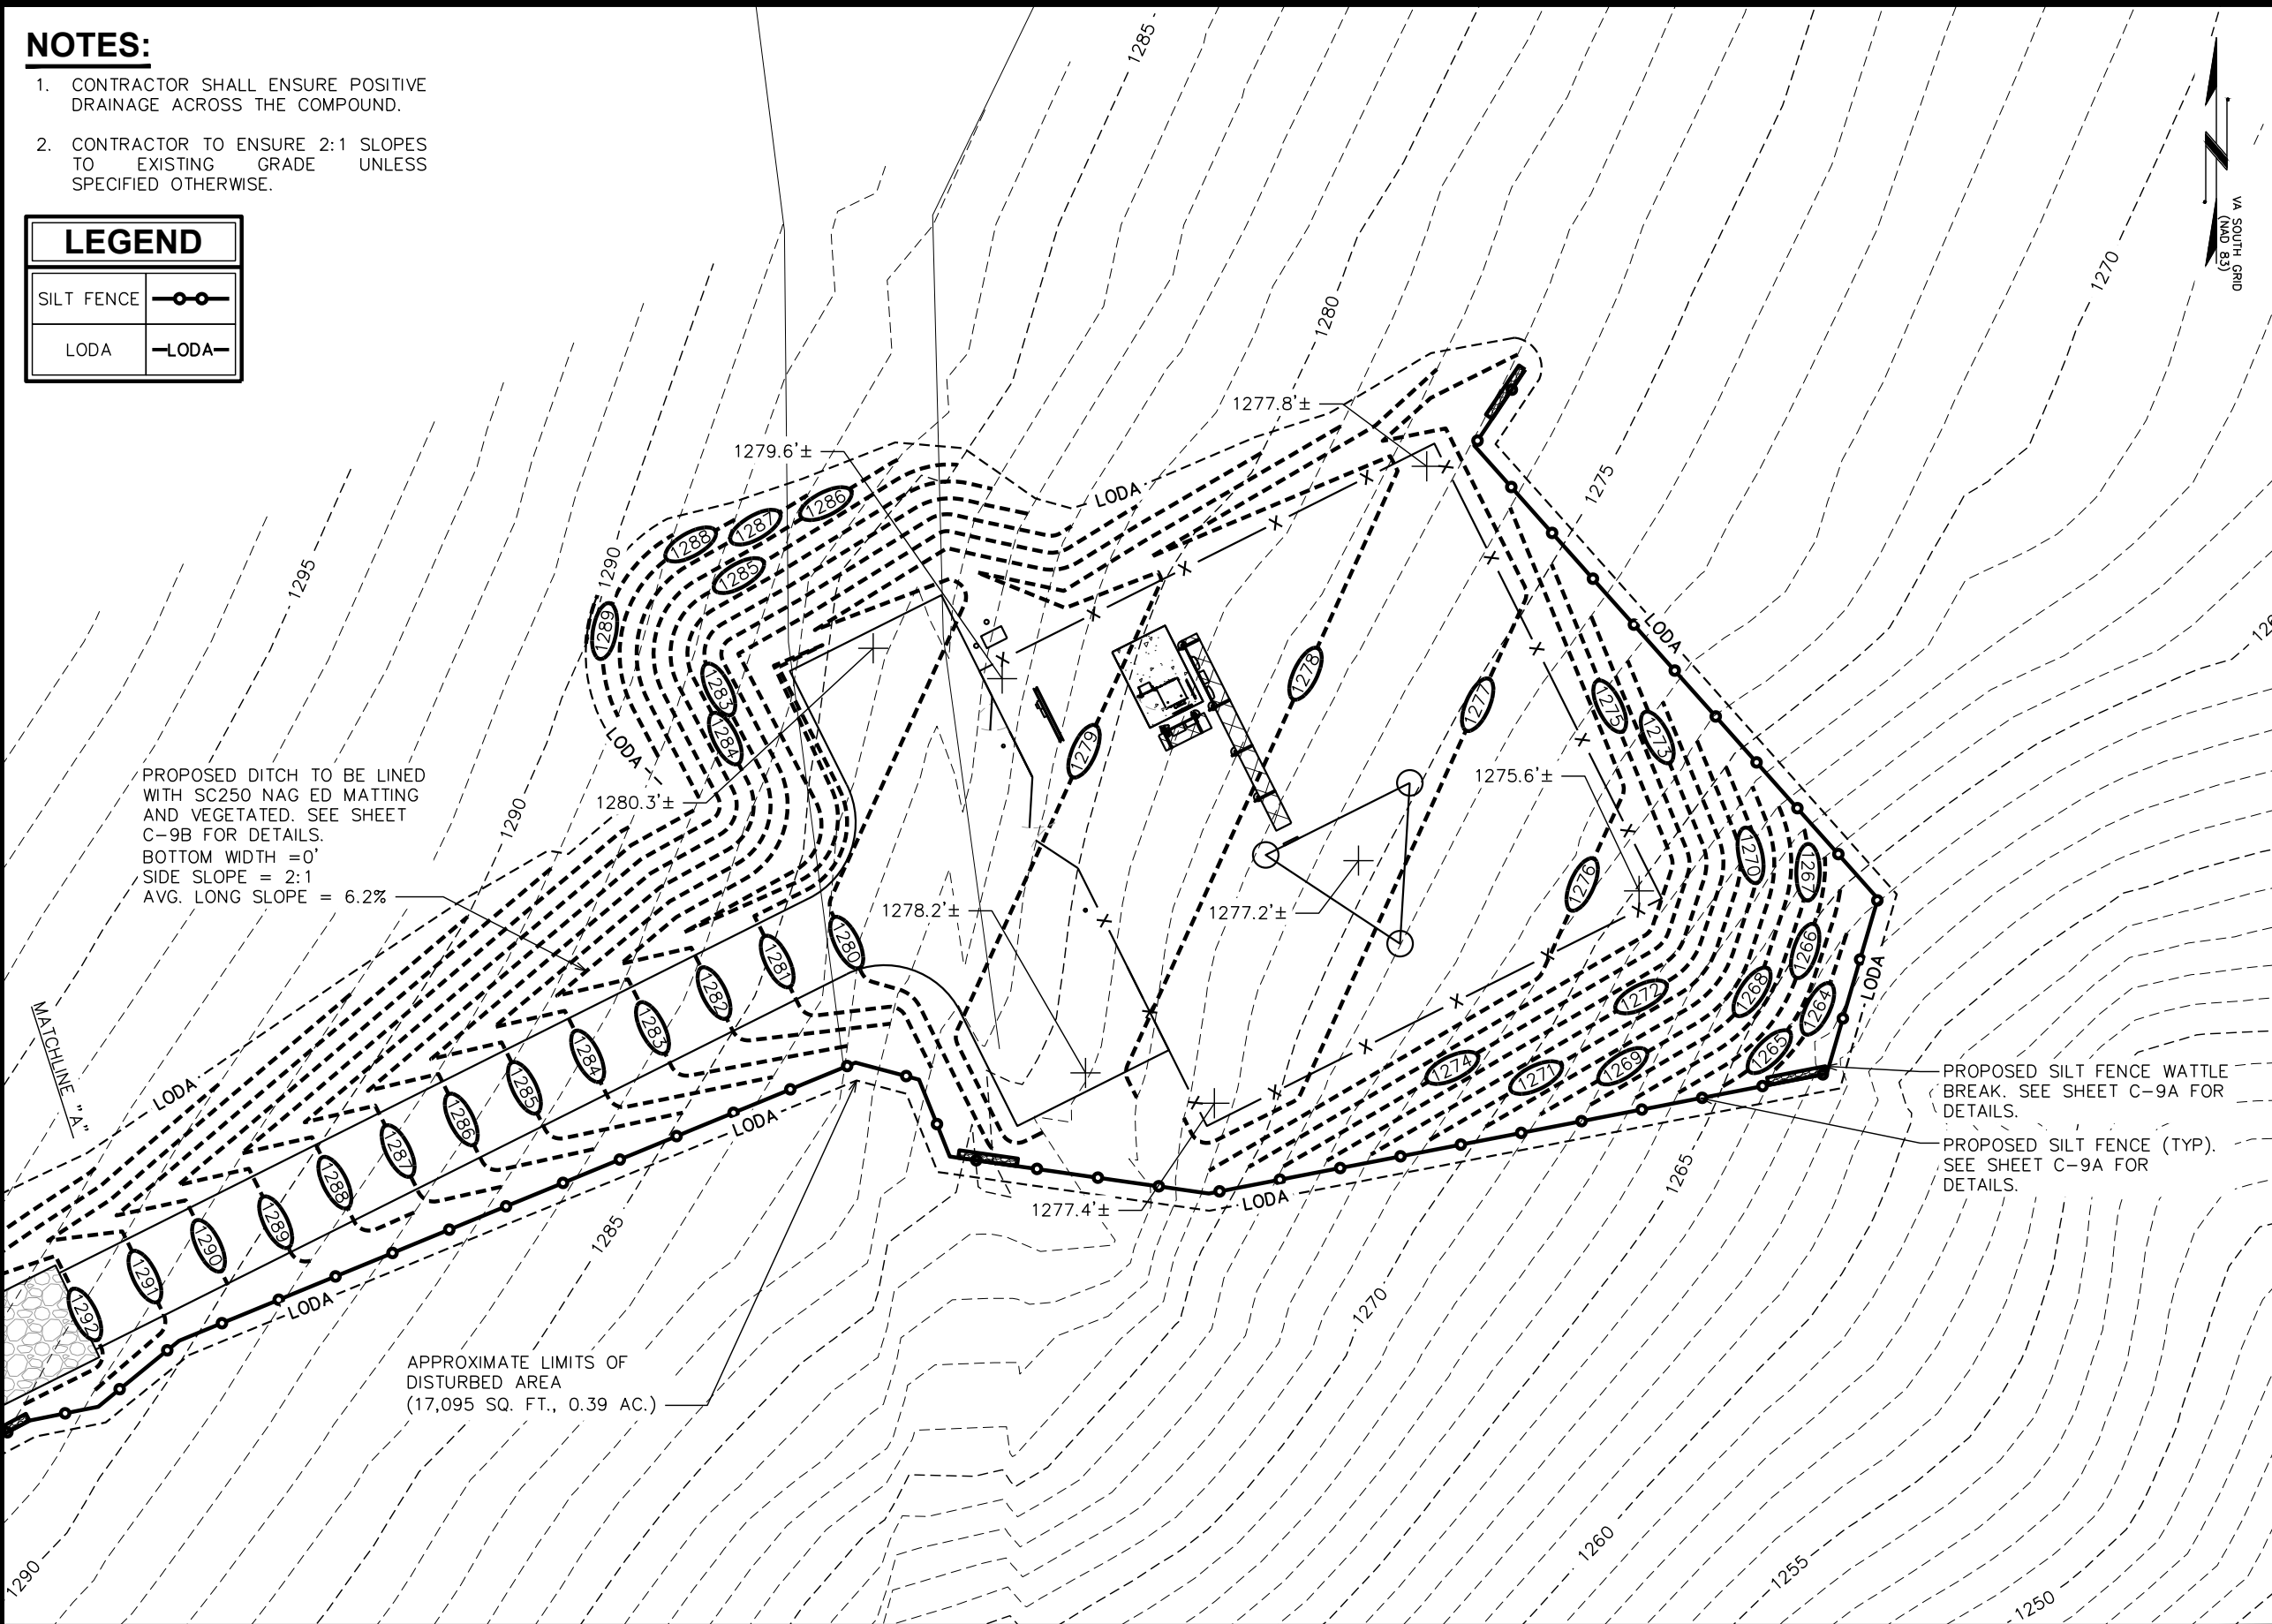 NOTES:
1. CONTRACTOR SHALL ENSURE POSITIVE
DRAINAGE ACROSS THE COMPOUND.
2. CONTRACTOR TO ENSURE 2:1 SLOPES
TO EXISTING GRADE UNLESS
SPECIFIED OTHERWISE.
LEGEND
SILT FENCE
LODA
-LODA-
VA SOUTH GRID
(NAD 83)
1285
1280
1270
1275
1277.8'±
1279.6'±
LODA
1286
1287
1288
1285
1290
1295
1289
1283
1284
LODA
LODA
1278
1277
1279
1275
1273
1275.6'±
1280.3'±
PROPOSED DITCH TO BE LINED
WITH SC250 NAG ED MATTING
AND VEGETATED. SEE SHEET
C-9B FOR DETAILS.
BOTTOM WIDTH =0'
SIDE SLOPE = 2:1
AVG. LONG SLOPE = 6.2%
1290
1270
1267
1276
1278.2'±
1277.2'±
1280
1281
1282
1283
1284
1285
1286
1287
1288
1289
1290
1291
1292
1266
1272
1268
1264
1265
1269
1271
1274
LODA
MATCHLINE "A"
LODA
LODA
LODA
LODA
PROPOSED SILT FENCE WATTLE
BREAK. SEE SHEET C-9A FOR
DETAILS.
PROPOSED SILT FENCE (TYP).
SEE SHEET C-9A FOR
DETAILS.
1277.4'±
1285
1265
1270
APPROXIMATE LIMITS OF
DISTURBED AREA
(17,095 SQ. FT., 0.39 AC.)
1290
1260
1255
1250